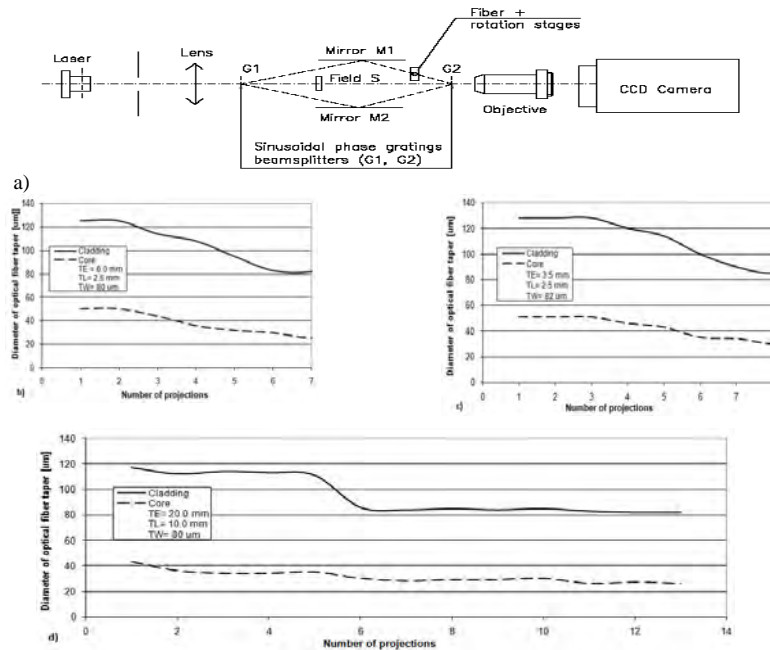 Fiber +
rotation stages
Laser
Lens
Mirror M1
G1
Field S
G2
Mirror M2
Objective
CCD Camera
Sinusoidal phase gratings
beamsplitters (G1, G2)
a)
Diameter of optical fiber taper [um]]
140
120
100
80
60
40
20
0
Cladding
Core
TL= 2.5 mm
TW= 80 um
0 1 2 3 4 5 6 7
b)
Number of projections
Diameter of optical fiber taper [um]
140
120
100
80
60
40
20
0
Cladding
Core
TE = 3.5 mm
TL= 2.5 mm
TW= 82 um
0 1 2 3 4 5 6 7
c)
Number of projections
Diameter of optical fiber taper [um]
140
120
100
80
60
40
20
0
Cladding
Core
TE= 20.0 mm
TL= 10.0 mm
TW= 80 um
0 2 4 6 8 10 12 14
d)
Number of projections